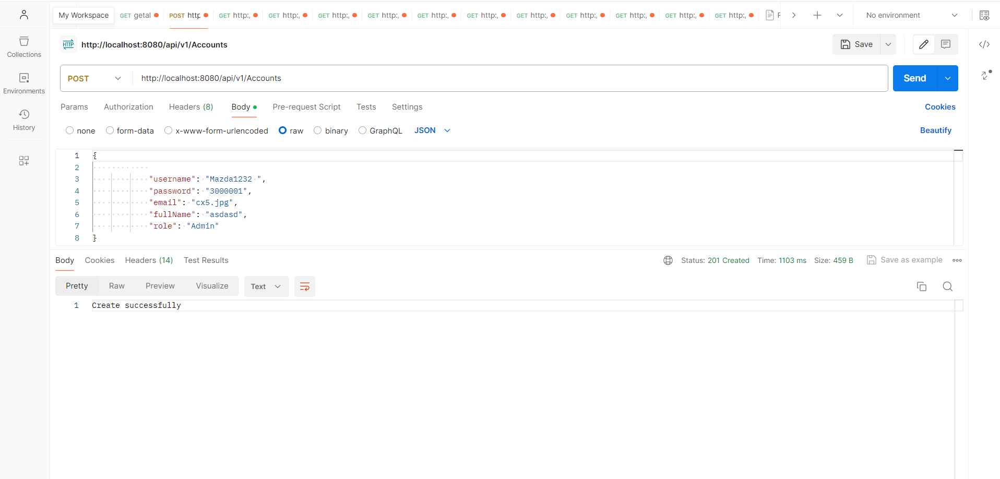 My Workspace GET getal POST http GET http:, GET http:, GET http:, GET http:, GET http:, GET http:, GET http:, GET http:, GET http:, GET http:, GET http:, No environment
Collections
Environments
History
HTTP http://localhost:8080/api/v1/Accounts Save
POST http://localhost:8080/api/v1/Accounts Send
Params Authorization Headers (8) Body Pre-request Script Tests Settings Cookies
none form-data x-www-form-urlencoded raw binary GraphQL JSON Beautify
1 {
2
3 "username": "Mazda1232 ",
4 "password": "3000001",
5 "email": "cx5.jpg",
6 "fullName": "asdasd",
7 "role": "Admin"
8 }
Body Cookies Headers (14) Test Results Status: 201 Created Time: 1103 ms Size: 459 B Save as example
Pretty Raw Preview Visualize Text
1 Create successfully